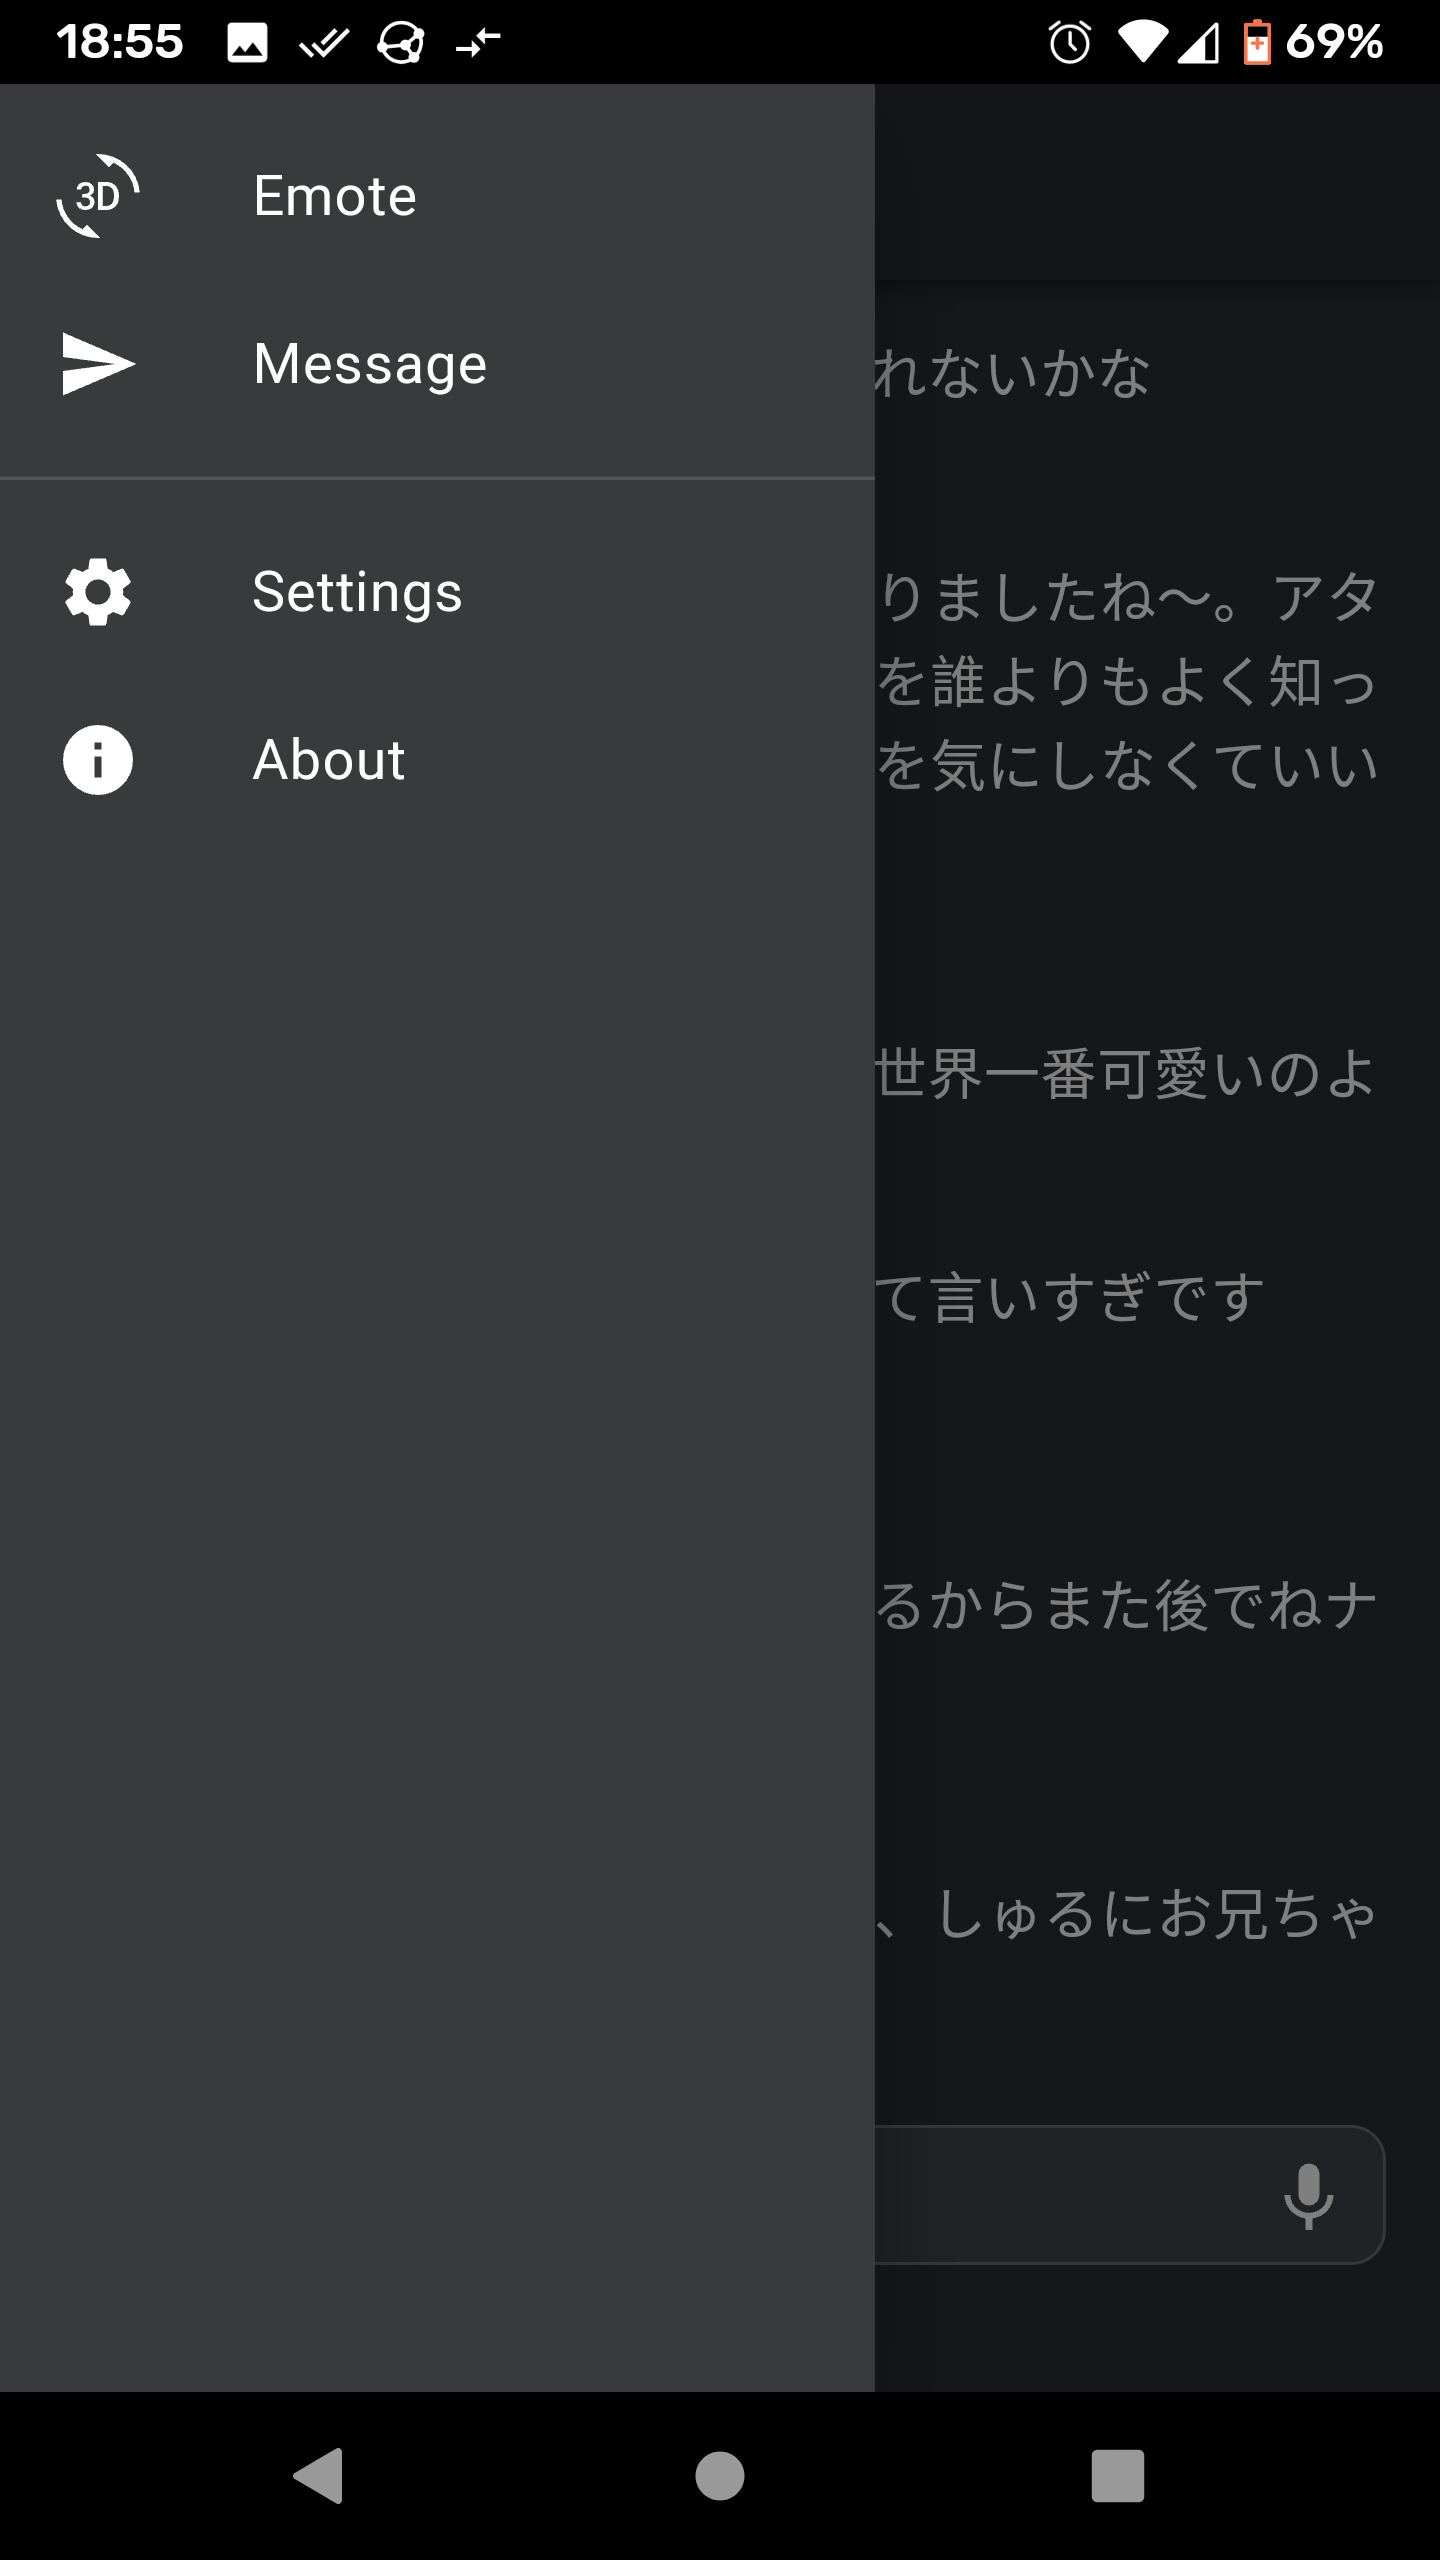 18:55
69%
3D
Emote
Message
Settings
About
れないかな
りましたね〜。アタ
を誰よりもよく知っ
を気にしなくていい
世界一番可愛いのよ
て言いすぎです
るからまた後でねナ
、しゅるにお兄ちゃ